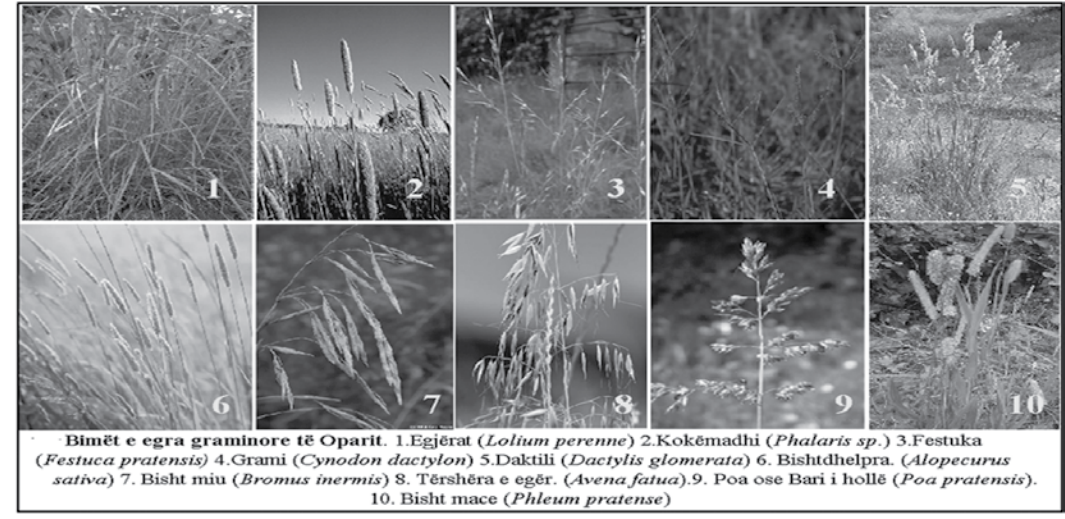 1 2 3 4 5
6 7 8 9 10
Bimët e egra graminore të Oparit. 1.Egjërat (Lolium perenne) 2.Kokëmadhi (Phalaris sp.) 3.Festuka
(Festuca pratensis) 4.Grami (Cynodon dactylon) 5.Daktili (Dactylis glomerata) 6. Bishtdhelpra. (Alopecurus
sativa) 7. Bisht miu (Bromus inermis) 8. Tërshëra e egër. (Avena fatua).9. Poa ose Bari i hollë (Poa pratensis).
10. Bisht mace (Phleum pratense)